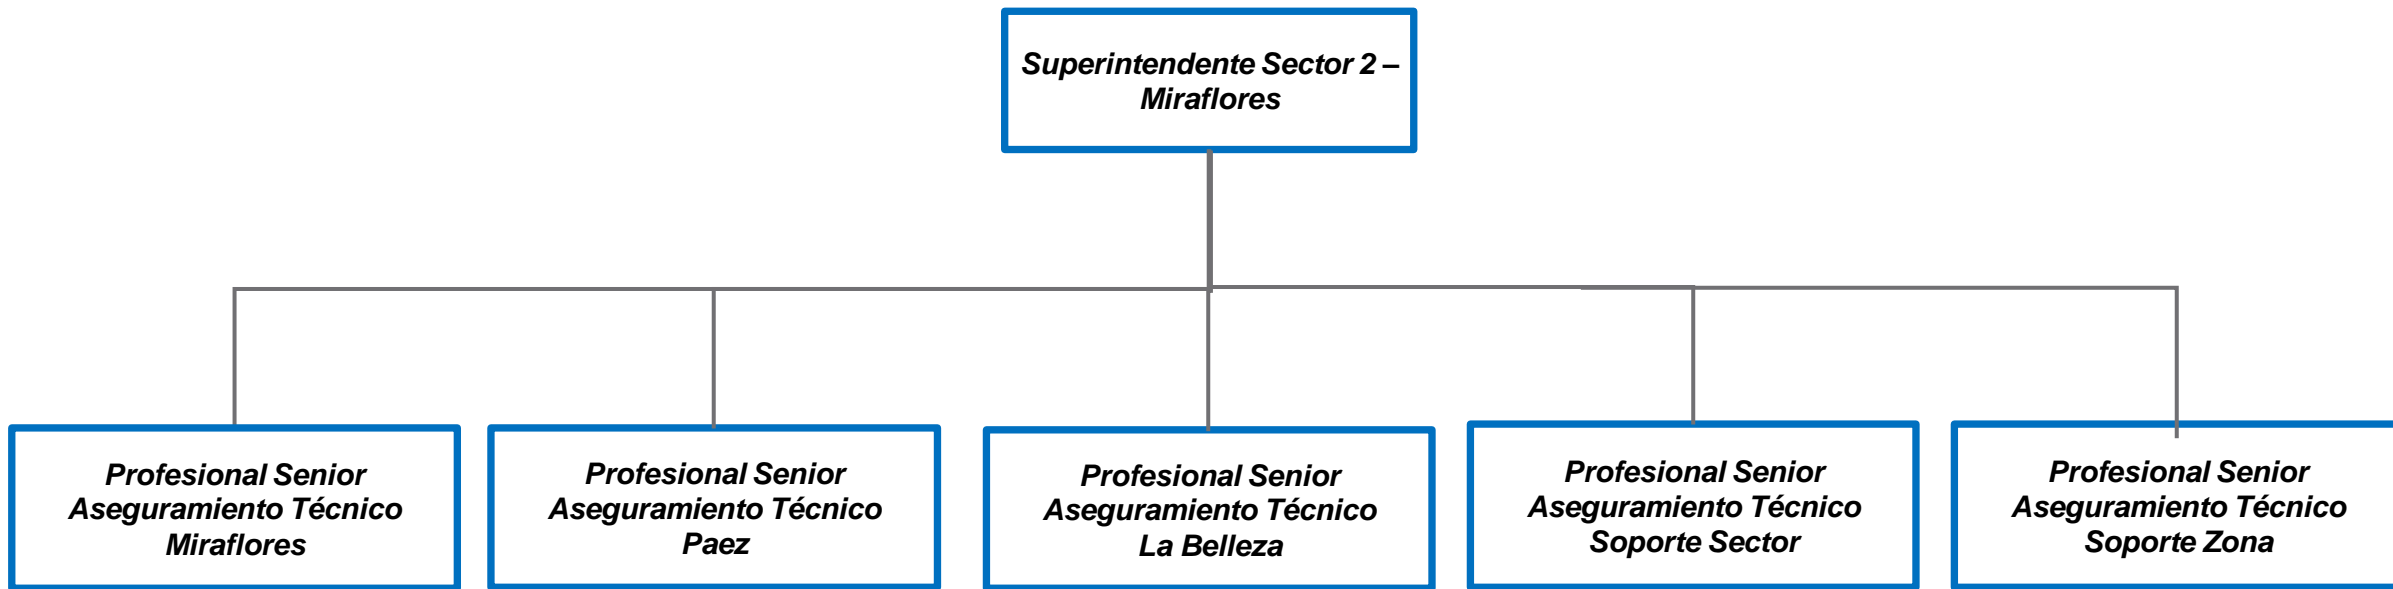 Superintendente Sector 2 –
Miraflores
Profesional Senior
Aseguramiento Técnico
Miraflores
Profesional Senior
Aseguramiento Técnico
Paez
Profesional Senior
Aseguramiento Técnico
La Belleza
Profesional Senior
Aseguramiento Técnico
Soporte Sector
Profesional Senior
Aseguramiento Técnico
Soporte Zona